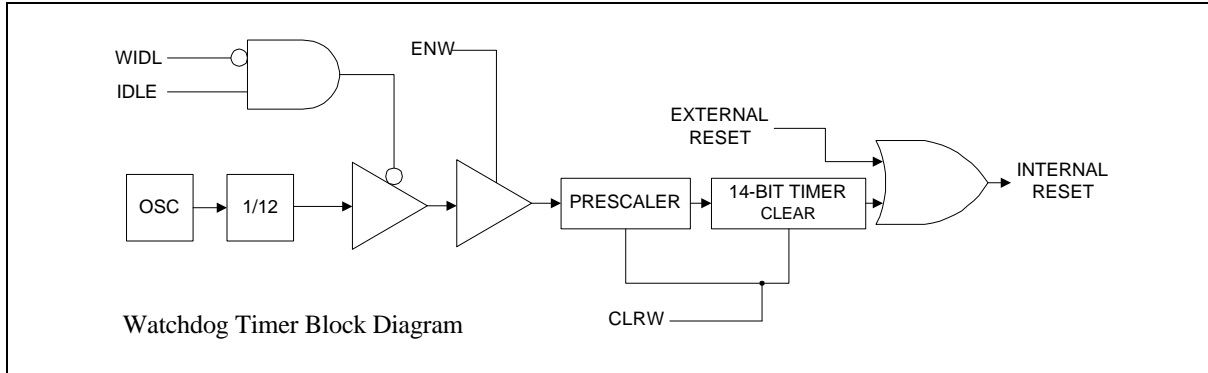 WIDL
IDLE
ENW
EXTERNAL
RESET
INTERNAL
RESET
OSC
1/12
PRESCALER
14-BIT TIMER
CLEAR
CLRW
Watchdog Timer Block Diagram